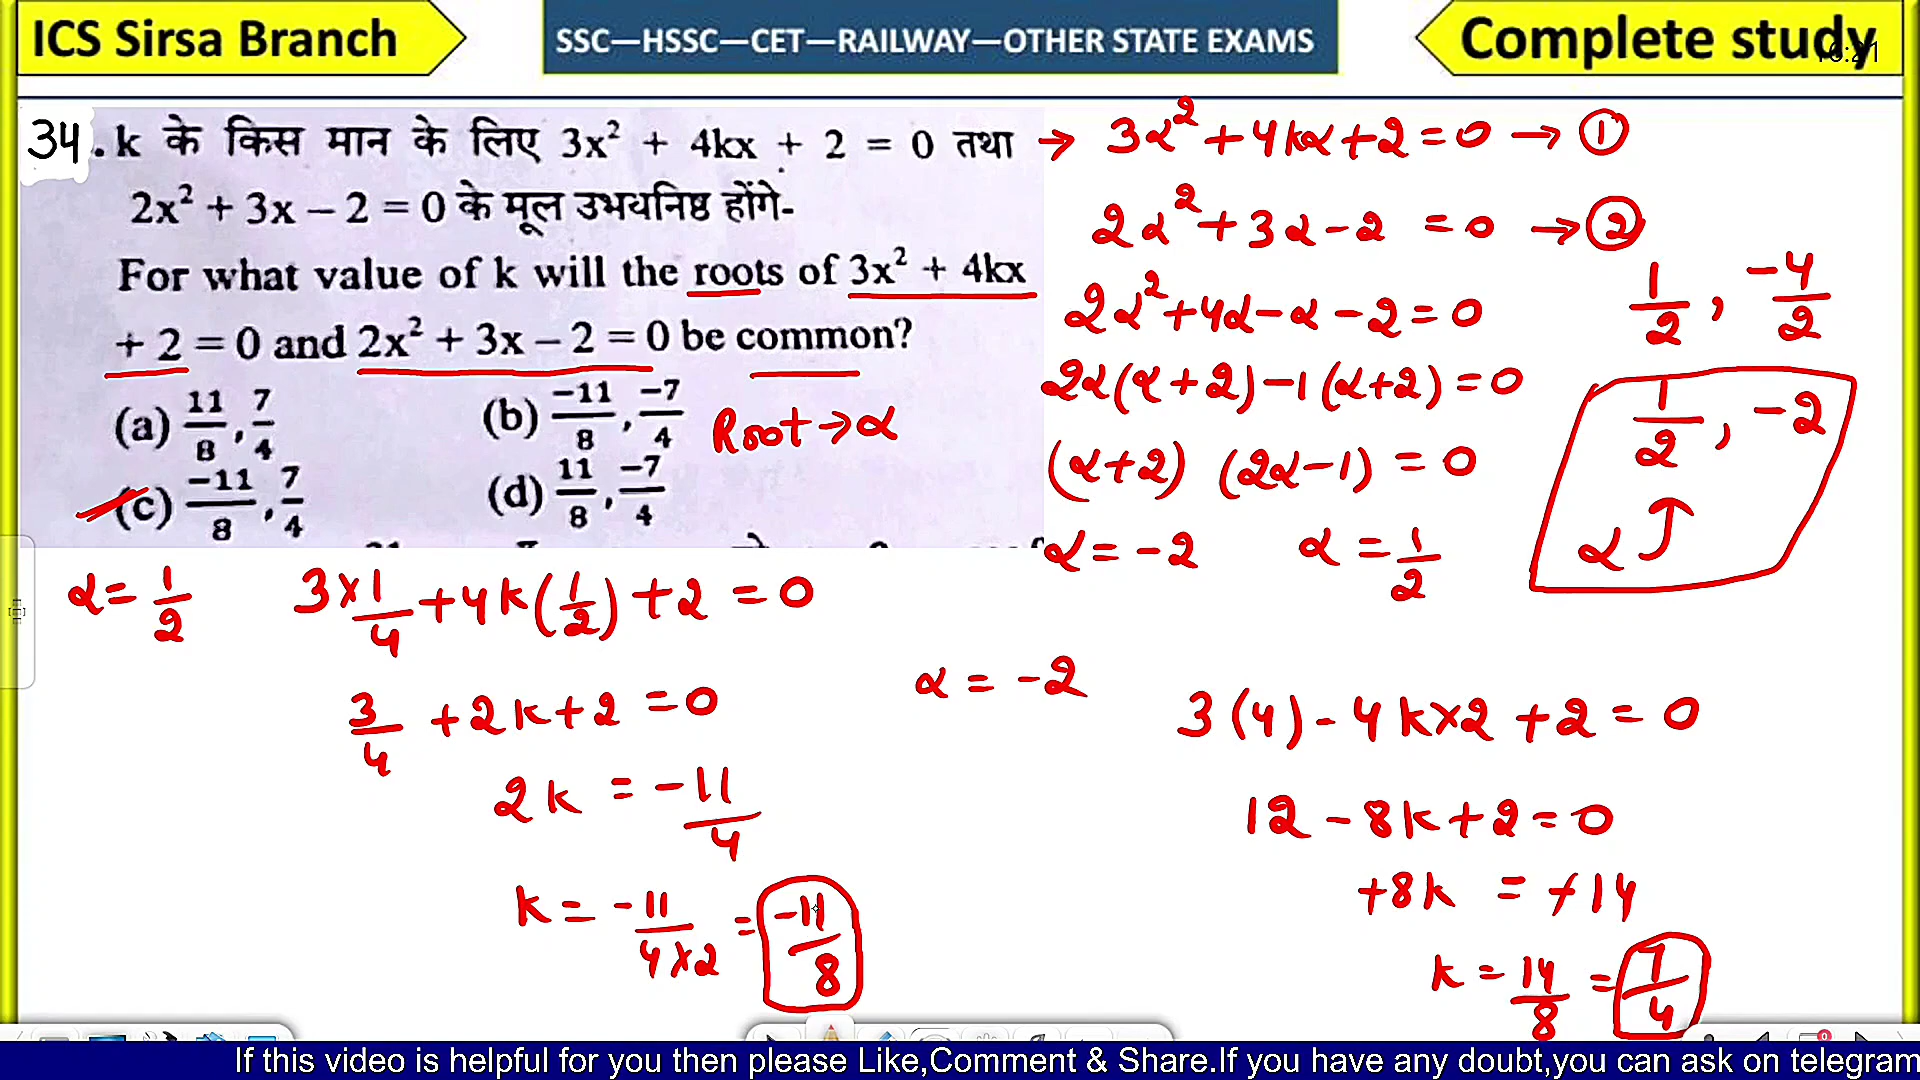 ICS Sirsa Branch
SSC—HSSC—CET—RAILWAY—OTHER STATE EXAMS
Complete study
34. k के किस मान के लिए 3x² + 4kx + 2 = 0 तथा
2x² + 3x – 2 = 0 के मूल उभयनिष्ठ होंगे-
For what value of k will the roots of 3x² + 4kx
+ 2 = 0 and 2x² + 3x – 2 = 0 be common?
(a) 11/8, 7/4 (b) -11/8, -7/4
(c) -11/8, 7/4 (d) 11/8, -7/4
Root → α
→ 3α² + 4kα + 2 = 0 → ①
2α² + 3α - 2 = 0 → ②
2α² + 4α - α - 2 = 0
2α(α + 2) - 1(α + 2) = 0
(α + 2) (2α - 1) = 0
α = -2 α = 1/2
1/2, -4/2
1/2, -2
α
α = 1/2 3 × 1/4 + 4k(1/2) + 2 = 0
3/4 + 2k + 2 = 0
2k = -11/4
k = -11/4×2 = -11/8
α = -2
3(4) - 4k×2 + 2 = 0
12 - 8k + 2 = 0
+8k = +14
k = 14/8 = 7/4
If this video is helpful for you then please Like,Comment & Share.If you have any doubt,you can ask on telegram